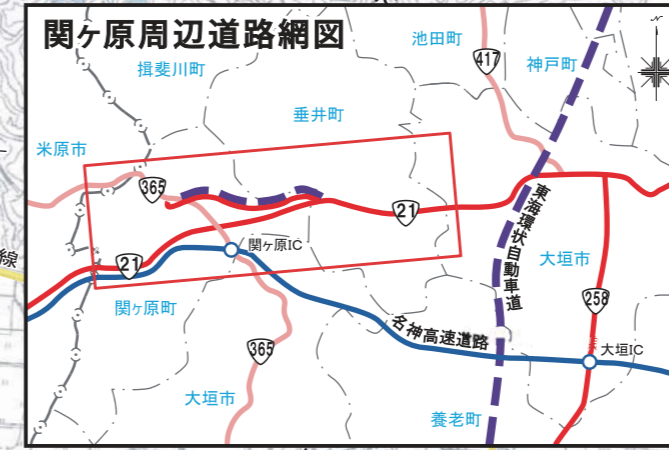 関ヶ原周辺道路網図
池田町
揖斐川町
417
神戸町
垂井町
米原市
365
21
東海環状自動車道
関ヶ原IC
線
21
大垣市
関ヶ原町
258
名神高速道路
365
大垣IC
大垣市
養老町